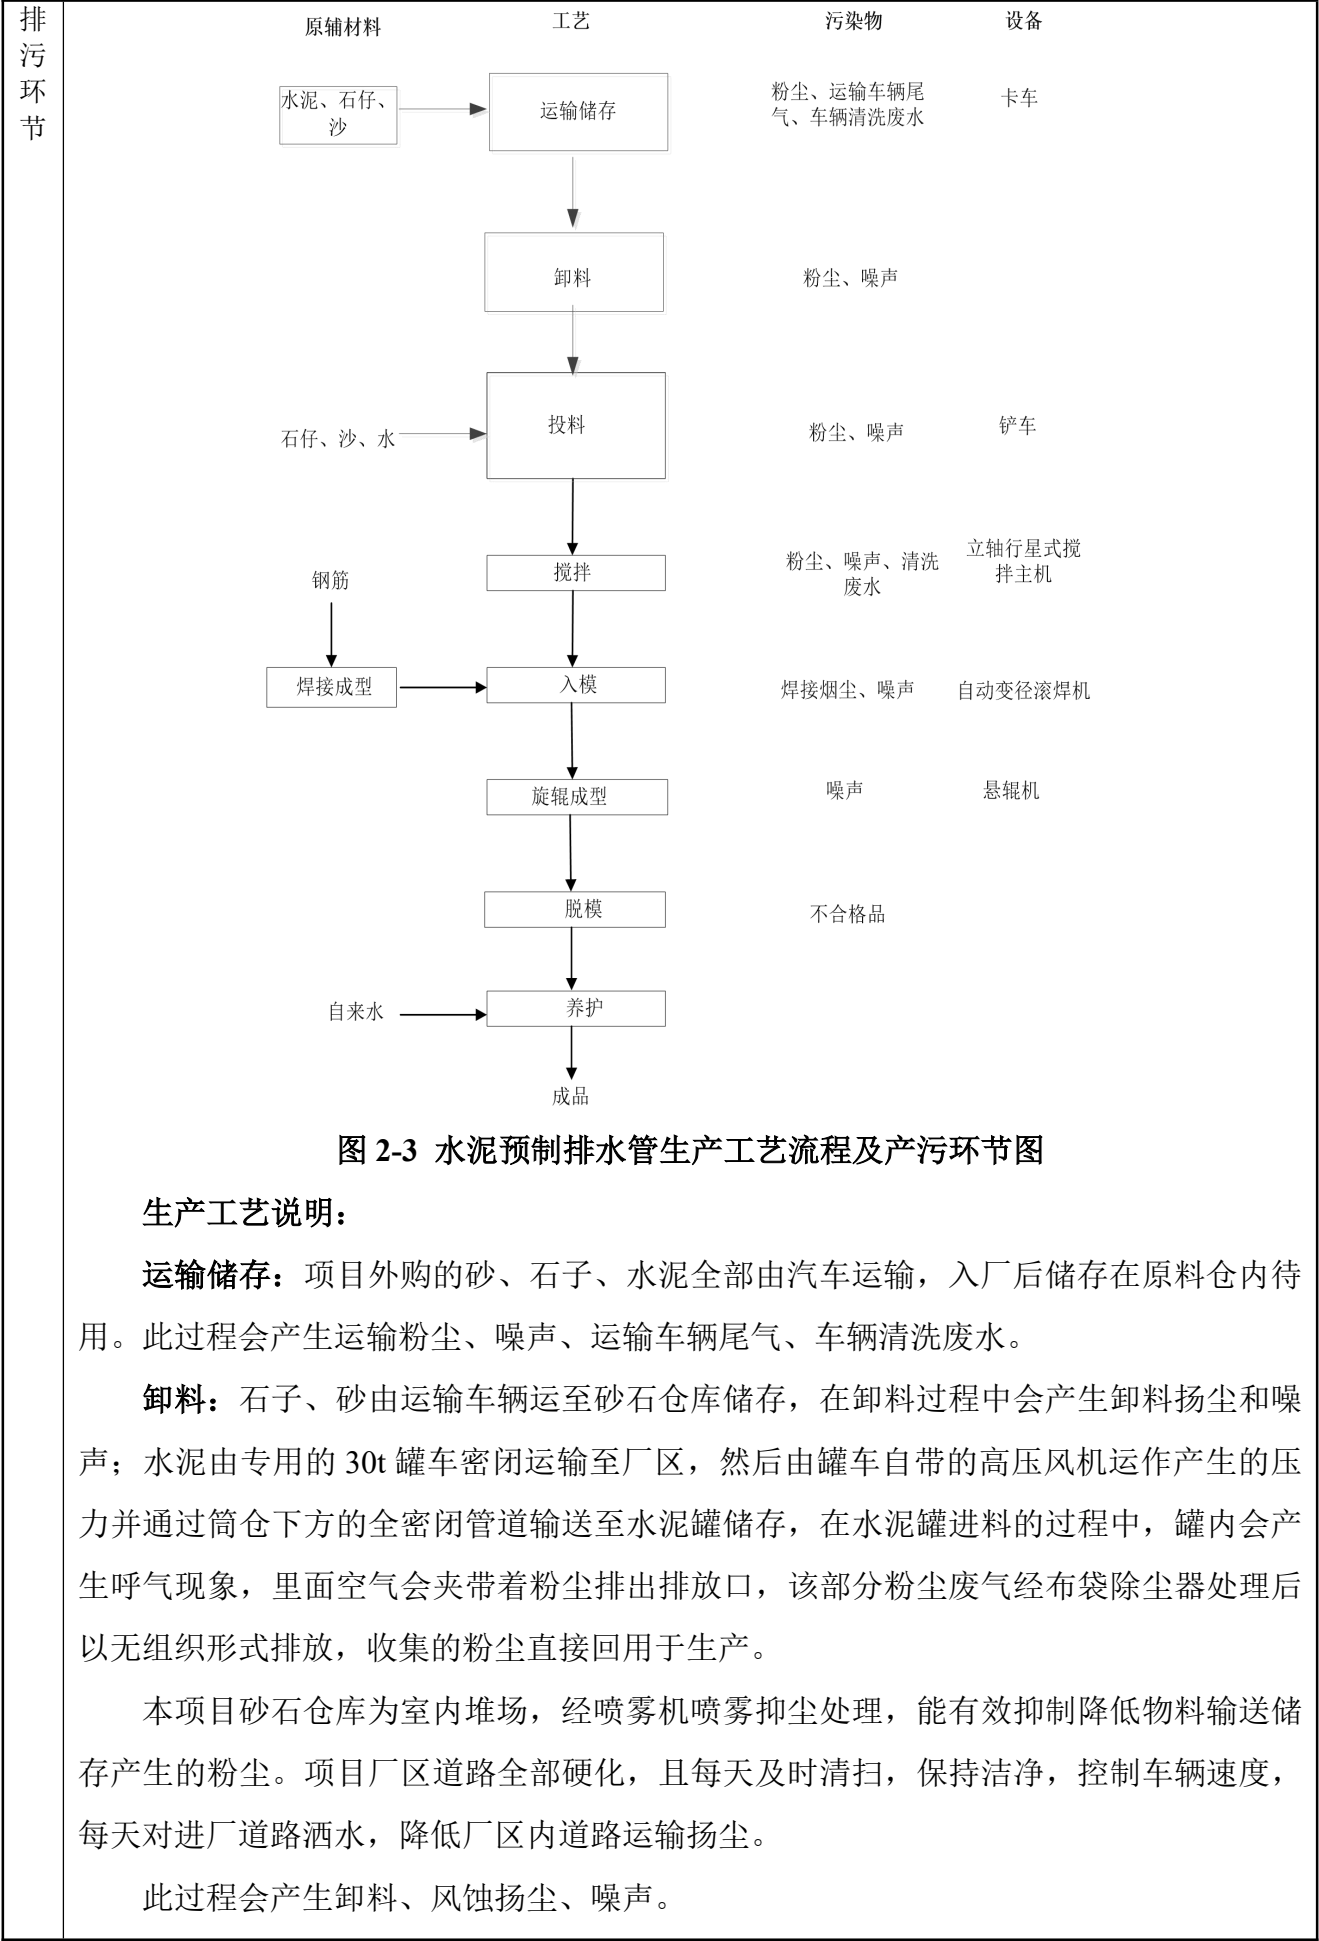 排
污
环
节
原辅材料 工艺 污染物 设备
水泥、石仔、
沙
运输储存
粉尘、运输车辆尾
气、车辆清洗废水
卡车
卸料
粉尘、噪声
石仔、沙、水
投料
粉尘、噪声
铲车
搅拌
粉尘、噪声、清洗
废水
立轴行星式搅
拌主机
钢筋
焊接成型
入模
焊接烟尘、噪声
自动变径滚焊机
旋辊成型
噪声
悬辊机
脱模
不合格品
自来水
养护
成品
图 2-3 水泥预制排水管生产工艺流程及产污环节图
生产工艺说明：
运输储存：项目外购的砂、石子、水泥全部由汽车运输，入厂后储存在原料仓内待
用。此过程会产生运输粉尘、噪声、运输车辆尾气、车辆清洗废水。
卸料：石子、砂由运输车辆运至砂石仓库储存，在卸料过程中会产生卸料扬尘和噪
声；水泥由专用的 30t 罐车密闭运输至厂区，然后由罐车自带的高压风机运作产生的压
力并通过筒仓下方的全密闭管道输送至水泥罐储存，在水泥罐进料的过程中，罐内会产
生呼气现象，里面空气会夹带着粉尘排出排放口，该部分粉尘废气经布袋除尘器处理后
以无组织形式排放，收集的粉尘直接回用于生产。
本项目砂石仓库为室内堆场，经喷雾机喷雾抑尘处理，能有效抑制降低物料输送储
存产生的粉尘。项目厂区道路全部硬化，且每天及时清扫，保持洁净，控制车辆速度，
每天对进厂道路洒水，降低厂区内道路运输扬尘。
此过程会产生卸料、风蚀扬尘、噪声。